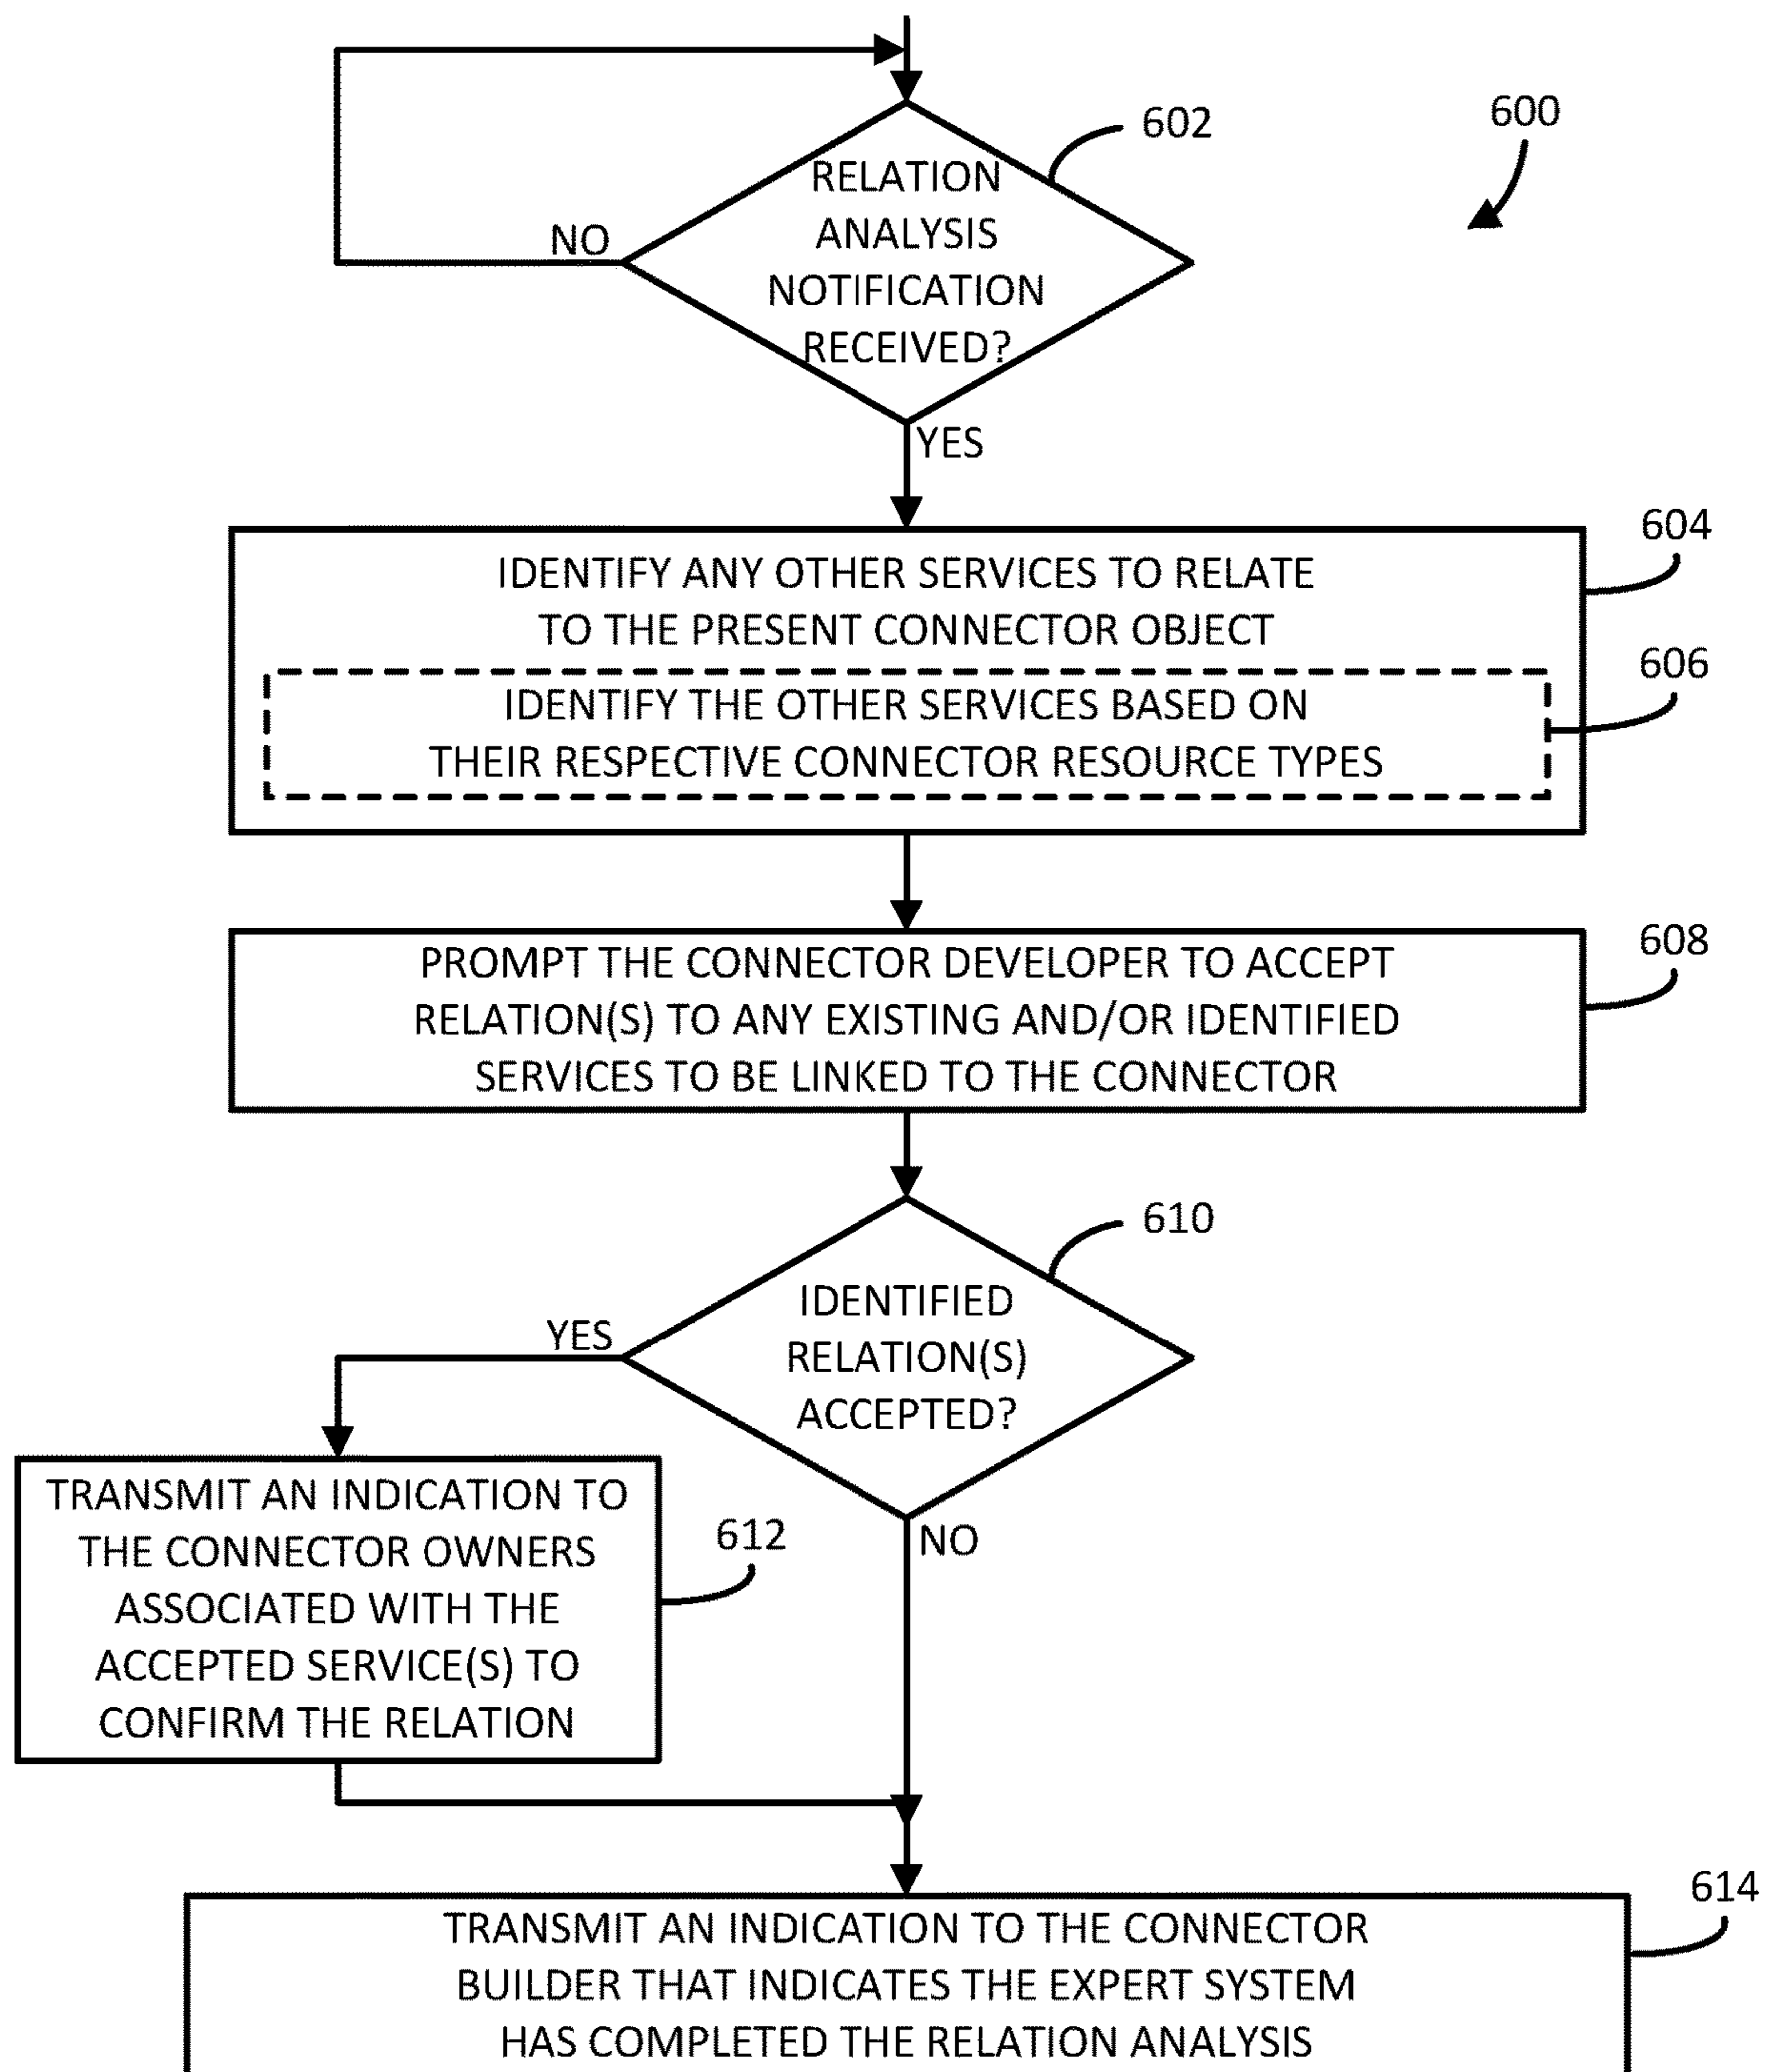 602
600
RELATION
ANALYSIS
NOTIFICATION
RECEIVED?
NO
YES
604
IDENTIFY ANY OTHER SERVICES TO RELATE
TO THE PRESENT CONNECTOR OBJECT
606
IDENTIFY THE OTHER SERVICES BASED ON
THEIR RESPECTIVE CONNECTOR RESOURCE TYPES
608
PROMPT THE CONNECTOR DEVELOPER TO ACCEPT
RELATION(S) TO ANY EXISTING AND/OR IDENTIFIED
SERVICES TO BE LINKED TO THE CONNECTOR
610
IDENTIFIED
RELATION(S)
ACCEPTED?
YES
NO
612
TRANSMIT AN INDICATION TO
THE CONNECTOR OWNERS
ASSOCIATED WITH THE
ACCEPTED SERVICE(S) TO
CONFIRM THE RELATION
614
TRANSMIT AN INDICATION TO THE CONNECTOR
BUILDER THAT INDICATES THE EXPERT SYSTEM
HAS COMPLETED THE RELATION ANALYSIS